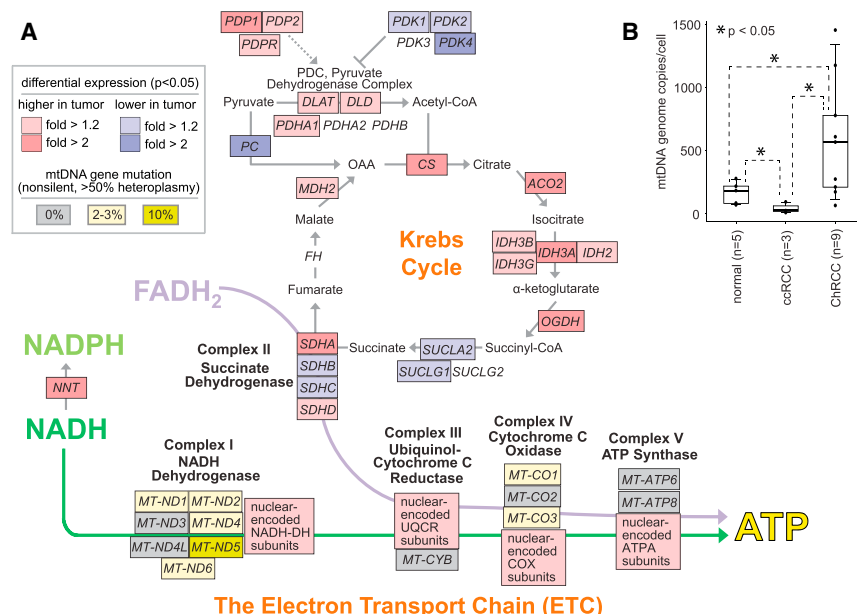 A
PDP1 PDP2
PDPR
PDK1 PDK2
PDK3 PDK4
PDC, Pyruvate
Dehydrogenase Complex
differential expression (p<0.05)
higher in tumor lower in tumor
fold > 1.2 fold > 1.2
fold > 2 fold > 2
mtDNA gene mutation
(nonsilent, >50% heteroplasmy)
0% 2-3% 10%
Pyruvate DLAT DLD Acetyl-CoA
PDHA1 PDHA2 PDHB
PC
OAA CS Citrate
MDH2 ACO2
Malate Isocitrate
FH
Krebs
Cycle
IDH3B IDH3A IDH2
IDH3G
Fumarate α-ketoglutarate
OGDH
FADH2
Complex II
Succinate
Dehydrogenase
SDHA
SDHB
SDHC
SDHD
Succinate SUCLA2 Succinyl-CoA
SUCLG1 SUCLG2
NADPH
NNT
NADH
Complex I
NADH
Dehydrogenase
MT-ND1 MT-ND2
MT-ND3 MT-ND4
MT-ND4L MT-ND5
MT-ND6
nuclear-
encoded
NADH-DH
subunits
Complex III
Ubiquinol-
Cytochrome C
Reductase
nuclear-
encoded
UQCR
subunits
MT-CYB
Complex IV
Cytochrome C
Oxidase
MT-CO1
MT-CO2
MT-CO3
nuclear-
encoded
COX
subunits
Complex V
ATP Synthase
MT-ATP6
MT-ATP8
nuclear-
encoded
ATPA
subunits
ATP
The Electron Transport Chain (ETC)
B
* p < 0.05
*
*
*
mtDNA genome copies/cell
1500
1000
500
0
normal (n=5)
ccRCC (n=3)
ChRCC (n=9)